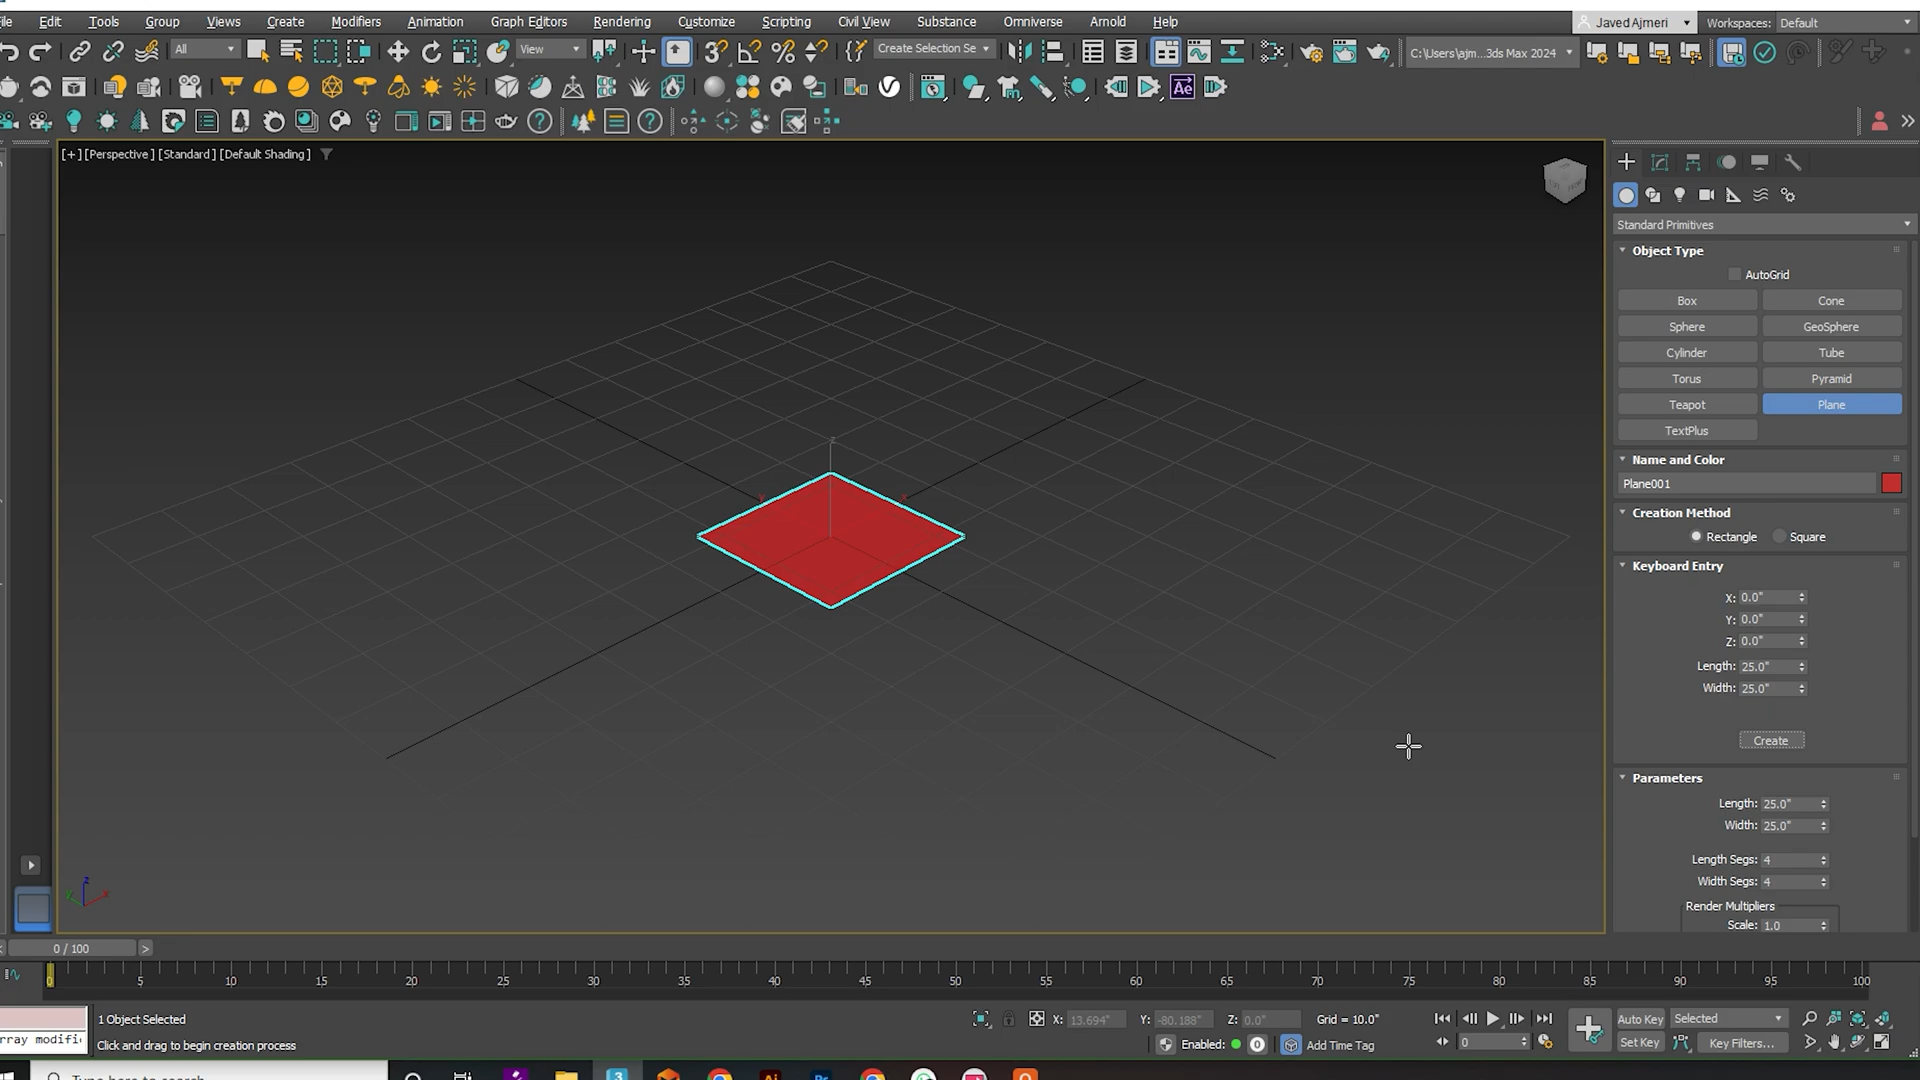 File Edit Tools Group Views Create Modifiers Animation Graph Editors Rendering Customize Scripting Civil View Substance Omniverse Arnold Help Javed Ajmeri Workspaces: Default
All View Create Selection Se C:\Users\ajm...3ds Max 2024
Ae
[+] [Perspective ] [Standard ] [Default Shading ]
Standard Primitives
Object Type
AutoGrid
Box Cone
Sphere GeoSphere
Cylinder Tube
Torus Pyramid
Teapot Plane
TextPlus
Name and Color
Plane001
Creation Method
Rectangle Square
Keyboard Entry
X: 0.0"
Y: 0.0"
Z: 0.0"
Length: 25.0"
Width: 25.0"
Create
Parameters
Length: 25.0"
Width: 25.0"
Length Segs: 4
Width Segs: 4
Render Multipliers
Scale: 1.0
z
y x
z
y x
0 / 100 >
0 5 10 15 20 25 30 35 40 45 50 55 60 65 70 75 80 85 90 95 100
1 Object Selected X: 13.694" Y: -80.188" Z: 0.0" Grid = 10.0" Auto Key Selected
rray modifi Click and drag to begin creation process Enabled: 0 Add Time Tag 0 Set Key Key Filters...
3 Ai